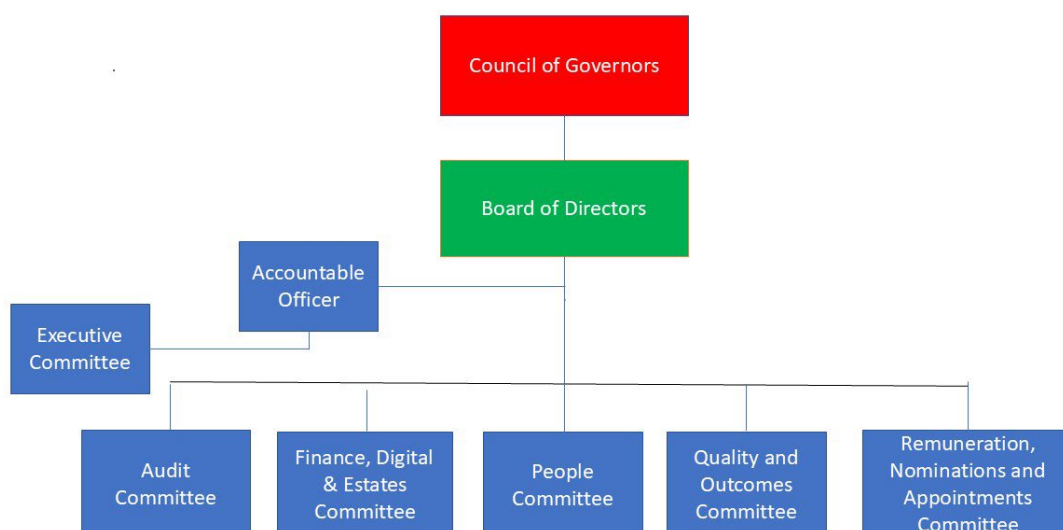 Council of Governors
Board of Directors
Accountable
Officer
Executive
Committee
Audit
Committee
Finance, Digital
& Estates
Committee
People
Committee
Quality and
Outcomes
Committee
Remuneration,
Nominations and
Appointments
Committee